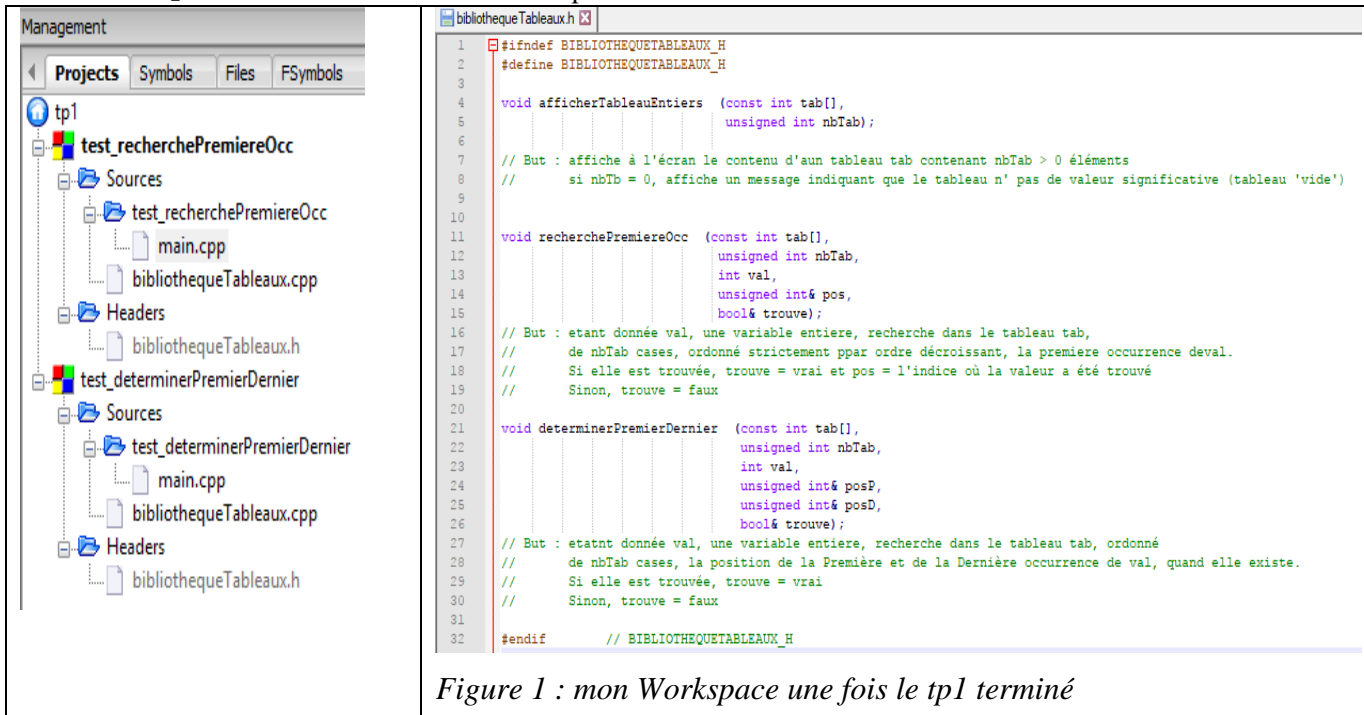 Management
Projects Symbols Files FSymbols
tp1
test_recherchePremiereOcc
Sources
test_recherchePremiereOcc
main.cpp
bibliothequeTableaux.cpp
Headers
bibliothequeTableaux.h
test_determinerPremierDernier
Sources
test_determinerPremierDernier
main.cpp
bibliothequeTableaux.cpp
Headers
bibliothequeTableaux.h
bibliothequeTableaux.h
1 #ifndef BIBLIOTHEQUETABLEAUX_H
2 #define BIBLIOTHEQUETABLEAUX_H
3
4 void afficherTableauEntiers (const int tab[],
5 unsigned int nbTab);
6
7 // But : affiche à l'écran le contenu d'aun tableau tab contenant nbTab > 0 éléments
8 // si nbTb = 0, affiche un message indiquant que le tableau n' pas de valeur significative (tableau 'vide')
9
10
11 void recherchePremiereOcc (const int tab[],
12 unsigned int nbTab,
13 int val,
14 unsigned int& pos,
15 bool& trouve);
16 // But : etant donnée val, une variable entiere, recherche dans le tableau tab,
17 // de nbTab cases, ordonné strictement ppar ordre décroissant, la premiere occurrence deval.
18 // Si elle est trouvée, trouve = vrai et pos = l'indice où la valeur a été trouvé
19 // Sinon, trouve = faux
20
21 void determinerPremierDernier (const int tab[],
22 unsigned int nbTab,
23 int val,
24 unsigned int& posP,
25 unsigned int& posD,
26 bool& trouve);
27 // But : etatnt donnée val, une variable entiere, recherche dans le tableau tab, ordonné
28 // de nbTab cases, la position de la Première et de la Dernière occurrence de val, quand elle existe.
29 // Si elle est trouvée, trouve = vrai
30 // Sinon, trouve = faux
31
32 #endif // BIBLIOTHEQUETABLEAUX_H
Figure 1 : mon Workspace une fois le tp1 terminé